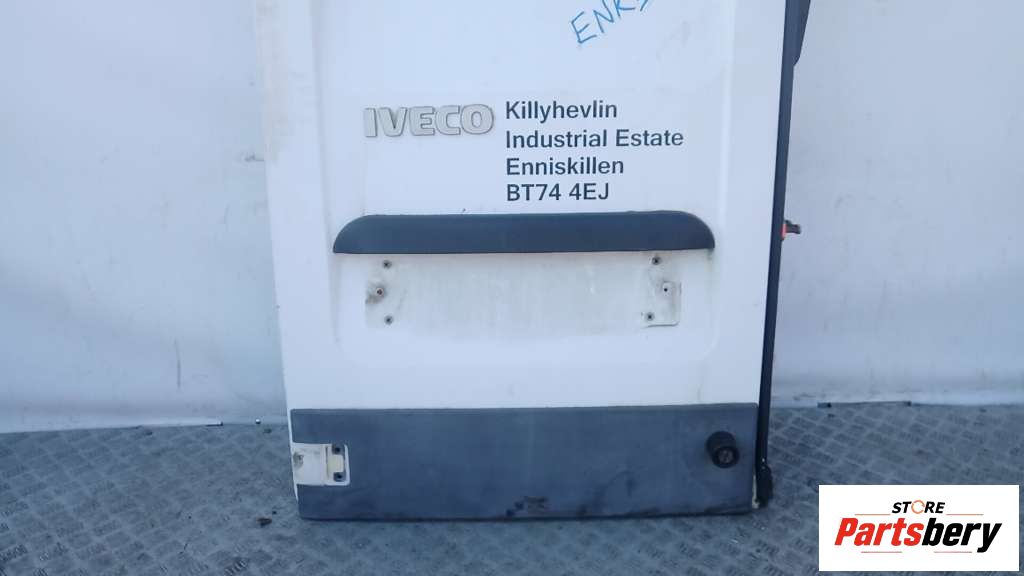 IVECO
Killyhevlin
Industrial Estate
Enniskillen
BT74 4EJ
STORE
Partsbery